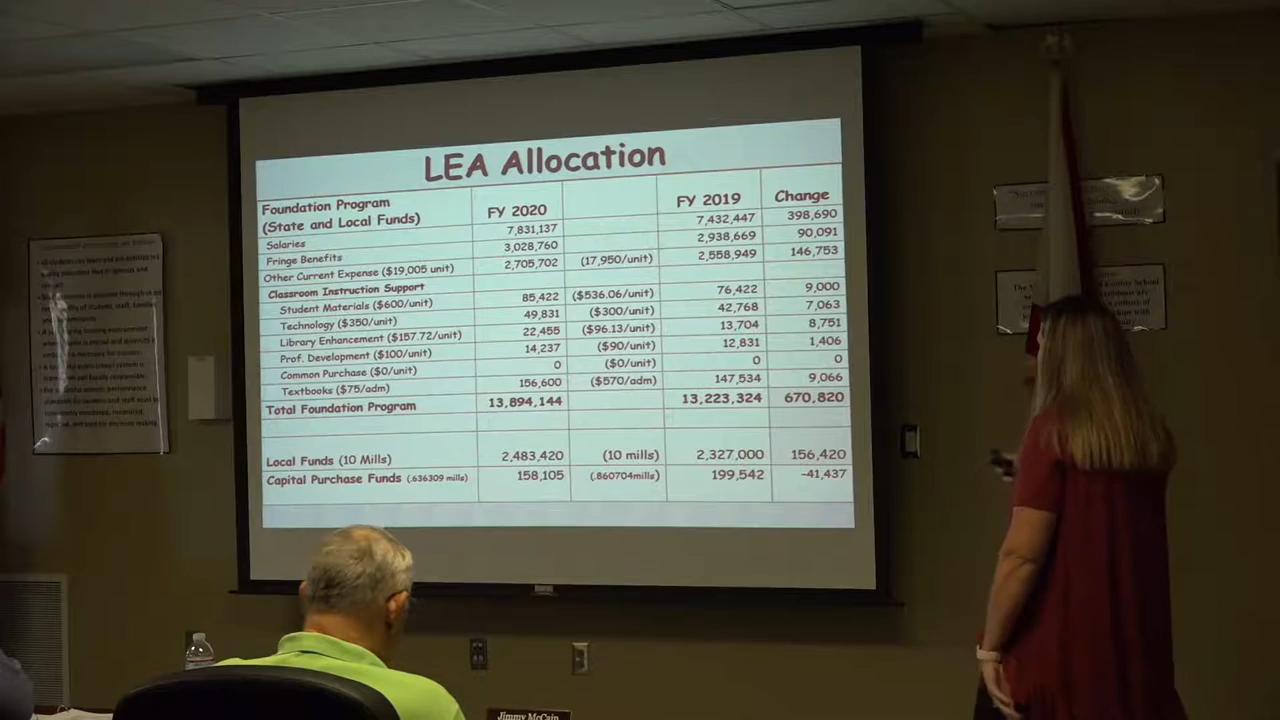 LEA Allocation
Foundation Program (State and Local Funds) FY 2020 FY 2019 Change
Salaries 7,831,137 7,432,447 398,690
Fringe Benefits 3,028,760 2,938,669 90,091
Other Current Expense ($19,005 unit) 2,705,702 (17,950/unit) 2,558,949 146,753
Classroom Instruction Support
Student Materials ($600/unit) 85,422 ($536.06/unit) 76,422 9,000
Technology ($350/unit) 49,831 ($300/unit) 42,768 7,063
Library Enhancement ($157.72/unit) 22,455 ($96.13/unit) 13,704 8,751
Prof. Development ($100/unit) 14,237 ($90/unit) 12,831 1,406
Common Purchase ($0/unit) 0 ($0/unit) 0 0
Textbooks ($75/adm) 156,600 ($570/adm) 147,534 9,066
Total Foundation Program 13,894,144 13,223,324 670,820
Local Funds (10 Mills) 2,483,420 (10 mills) 2,327,000 156,420
Capital Purchase Funds (.636309 mills) 158,105 (.860704mills) 199,542 -41,437
Jimmy McCain